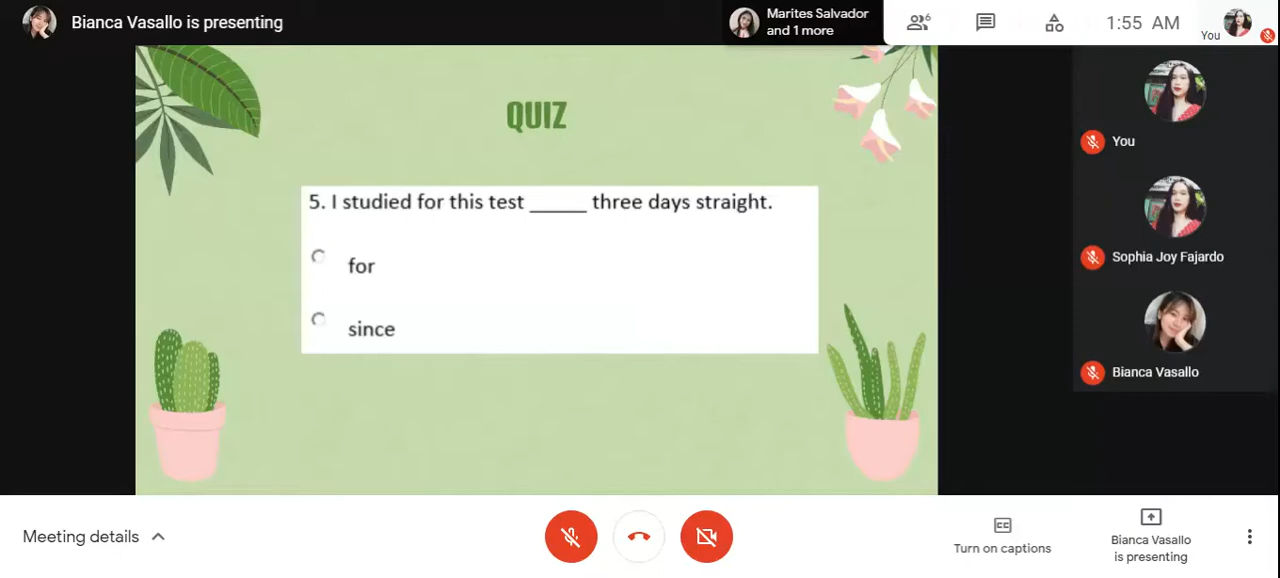 Bianca Vasallo is presenting
Marites Salvador
and 1 more
6
1:55 AM
You
QUIZ
5. I studied for this test _____ three days straight.
for
since
You
Sophia Joy Fajardo
Bianca Vasallo
Meeting details
CC
Turn on captions
Bianca Vasallo
is presenting